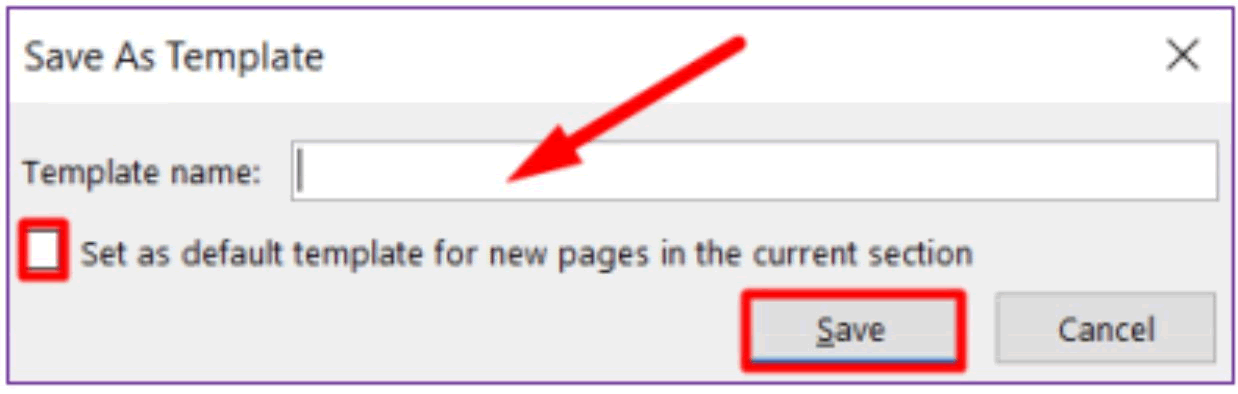 Save As Template
Template name:
Set as default template for new pages in the current section
Save Cancel